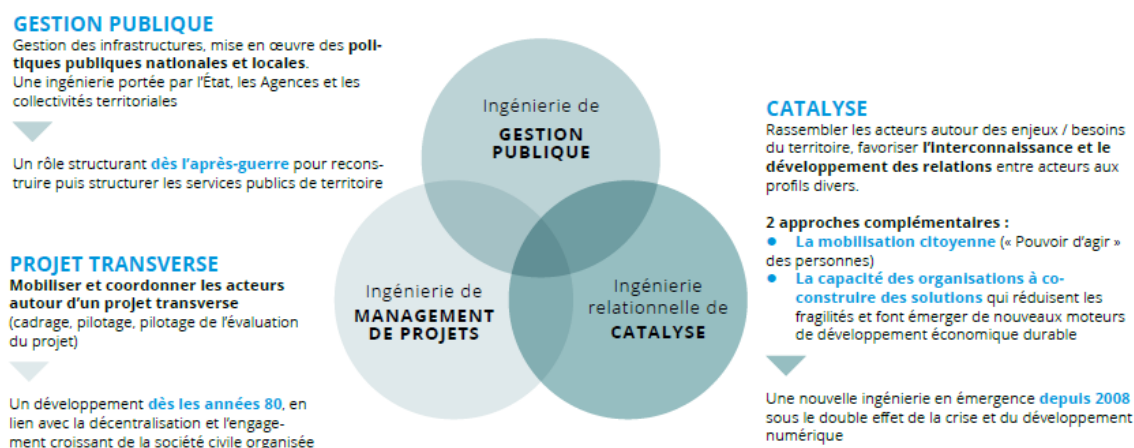 GESTION PUBLIQUE
Gestion des infrastructures, mise en œuvre des poli-
tiques publiques nationales et locales.
Une ingénierie portée par l'État, les Agences et les
collectivités territoriales
Un rôle structurant dès l'après-guerre pour recons-
truire puis structurer les services publics de territoire
PROJET TRANSVERSE
Mobiliser et coordonner les acteurs
autour d'un projet transverse
(cadrage, pilotage, pilotage de l'évaluation
du projet)
Un développement dès les années 80, en
lien avec la décentralisation et l'engage-
ment croissant de la société civile organisée
Ingénierie de
GESTION
PUBLIQUE
Ingénierie de
MANAGEMENT
DE PROJETS
Ingénierie
relationnelle de
CATALYSE
CATALYSE
Rassembler les acteurs autour des enjeux / besoins
du territoire, favoriser l'interconnaissance et le
développement des relations entre acteurs aux
profils divers.
2 approches complémentaires :
● La mobilisation citoyenne (« Pouvoir d'agir »
des personnes)
● La capacité des organisations à co-
construire des solutions qui réduisent les
fragilités et font émerger de nouveaux moteurs
de développement économique durable
Une nouvelle ingénierie en émergence depuis 2008
sous le double effet de la crise et du développement
numérique